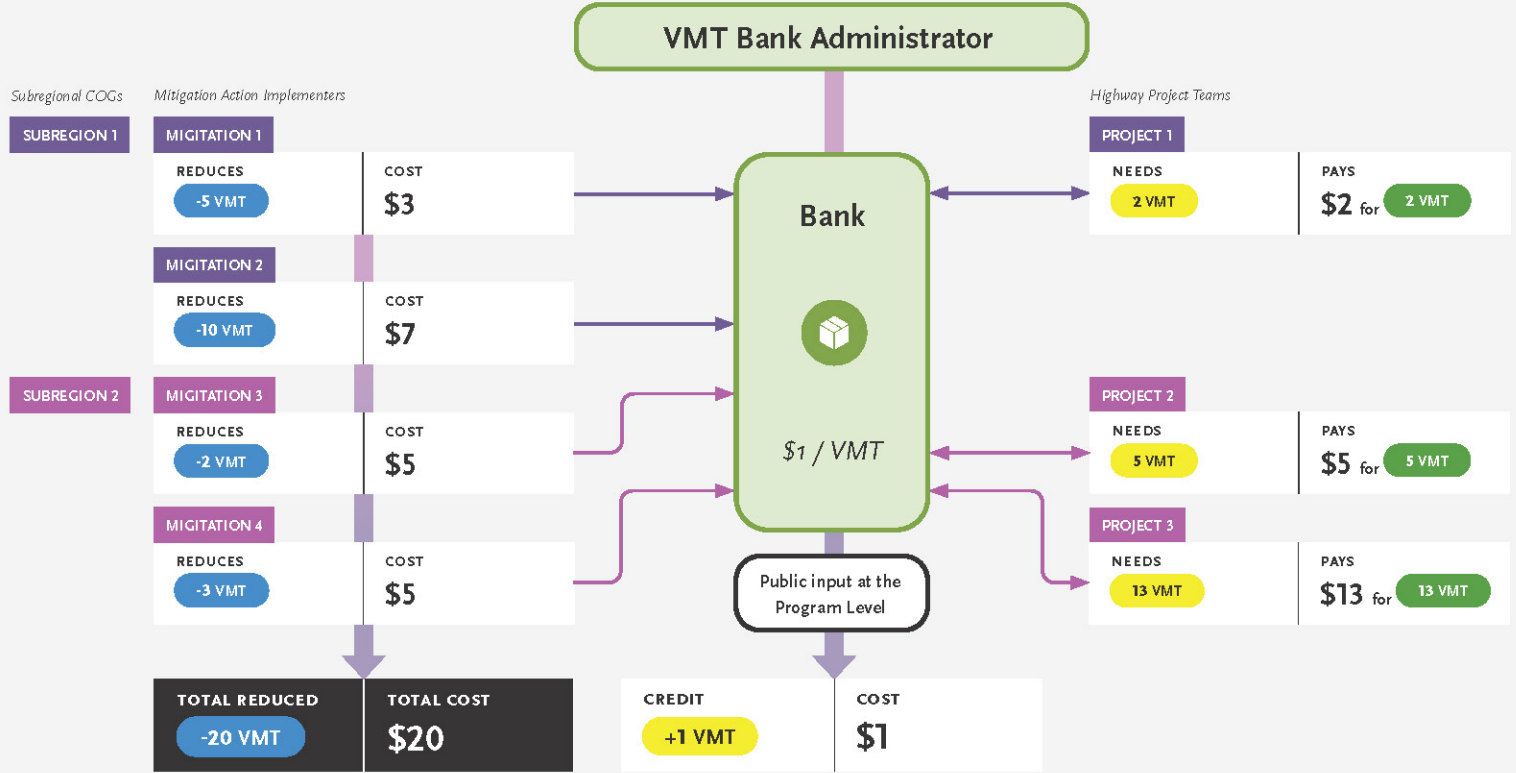 VMT Bank Administrator
Subregional COGs
Mitigation Action Implementers
Highway Project Teams
SUBREGION 1
MIGITATION 1
REDUCES
-5 VMT
COST
$3
MIGITATION 2
REDUCES
-10 VMT
COST
$7
SUBREGION 2
MIGITATION 3
REDUCES
-2 VMT
COST
$5
MIGITATION 4
REDUCES
-3 VMT
COST
$5
TOTAL REDUCED
-20 VMT
TOTAL COST
$20
Bank
$1 / VMT
Public input at the
Program Level
CREDIT
+1 VMT
COST
$1
PROJECT 1
NEEDS
2 VMT
PAYS
$2 for 2 VMT
PROJECT 2
NEEDS
5 VMT
PAYS
$5 for 5 VMT
PROJECT 3
NEEDS
13 VMT
PAYS
$13 for 13 VMT